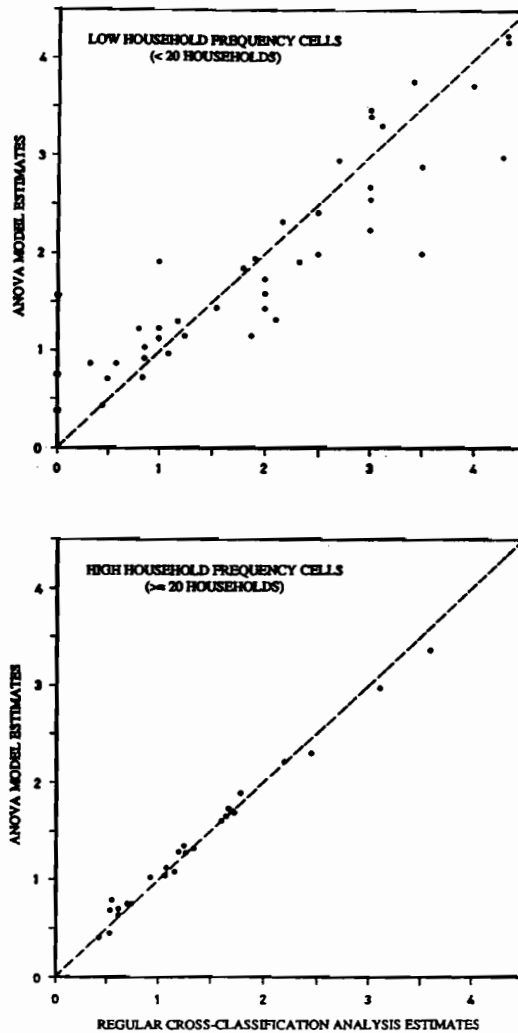 LOW HOUSEHOLD FREQUENCY CELLS
(< 20 HOUSEHOLDS)
ANOVA MODEL ESTIMATES
4
3
2
1
0
0 1 2 3 4
HIGH HOUSEHOLD FREQUENCY CELLS
(>= 20 HOUSEHOLDS)
ANOVA MODEL ESTIMATES
4
3
2
1
0
0 1 2 3 4
REGULAR CROSS-CLASSIFICATION ANALYSIS ESTIMATES